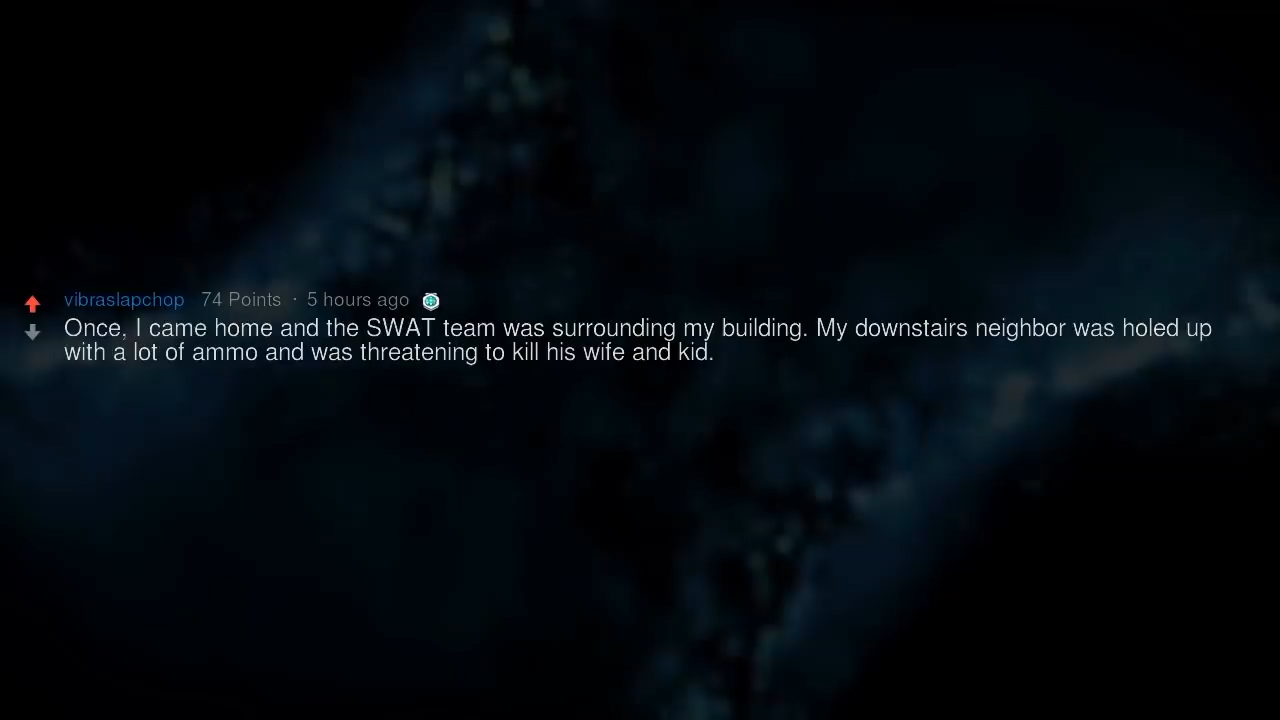 vibraslapchop 74 Points · 5 hours ago
Once, I came home and the SWAT team was surrounding my building. My downstairs neighbor was holed up
with a lot of ammo and was threatening to kill his wife and kid.